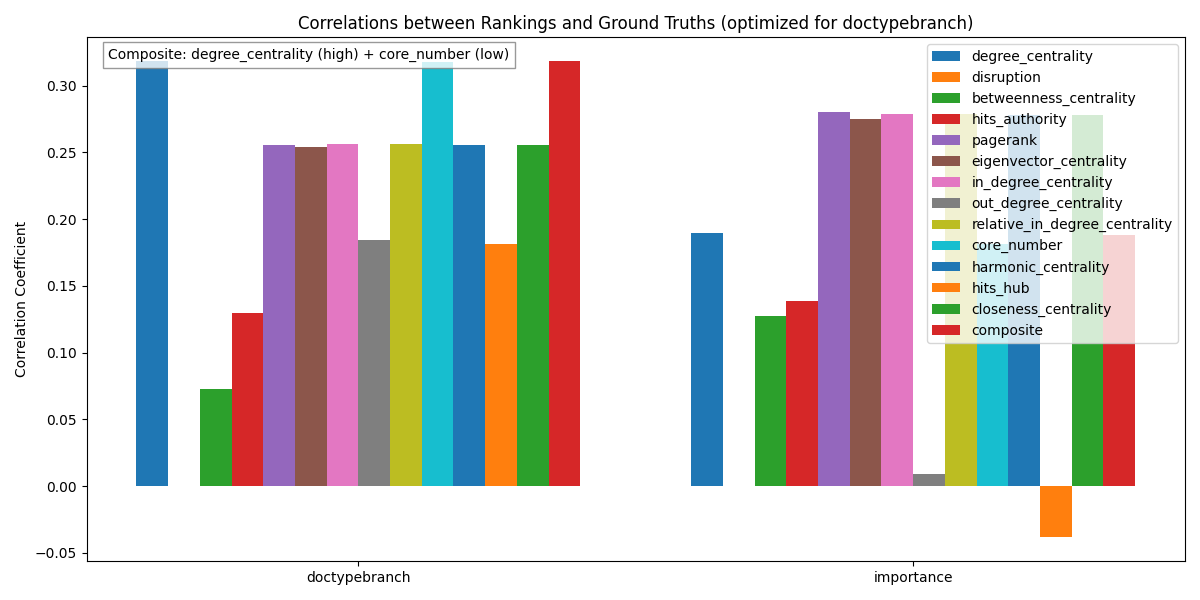 Correlations between Rankings and Ground Truths (optimized for doctypebranch)
Composite: degree_centrality (high) + core_number (low)
degree_centrality
disruption
betweenness_centrality
hits_authority
pagerank
eigenvector_centrality
in_degree_centrality
out_degree_centrality
relative_in_degree_centrality
core_number
harmonic_centrality
hits_hub
closeness_centrality
composite
Correlation Coefficient
0.30
0.25
0.20
0.15
0.10
0.05
0.00
−0.05
doctypebranch
importance